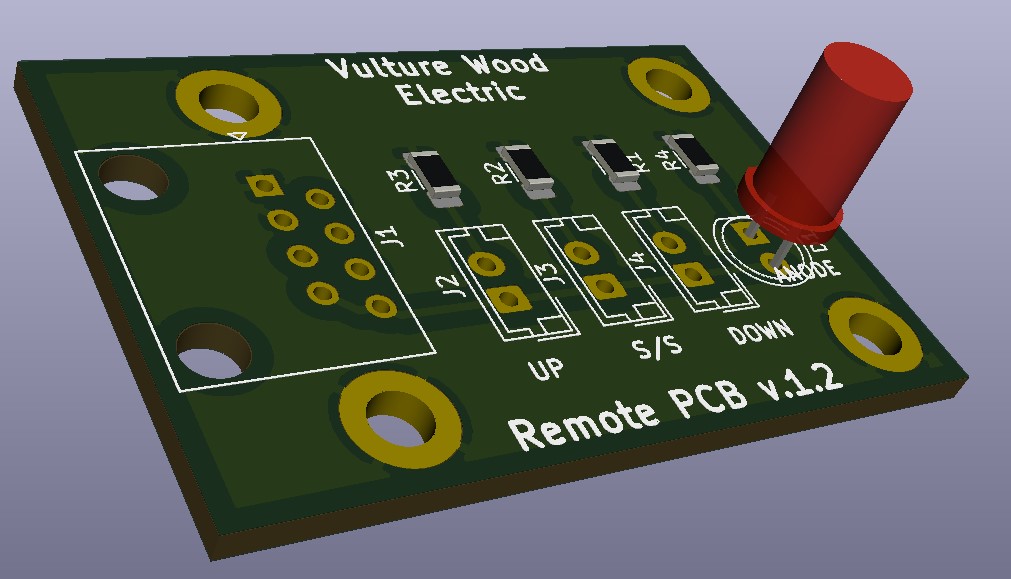 Vulture Wood
Electric
R3
R2
R1
R4
J1
J2
J3
J4
ANODE
UP
S/S
DOWN
Remote PCB v.1.2